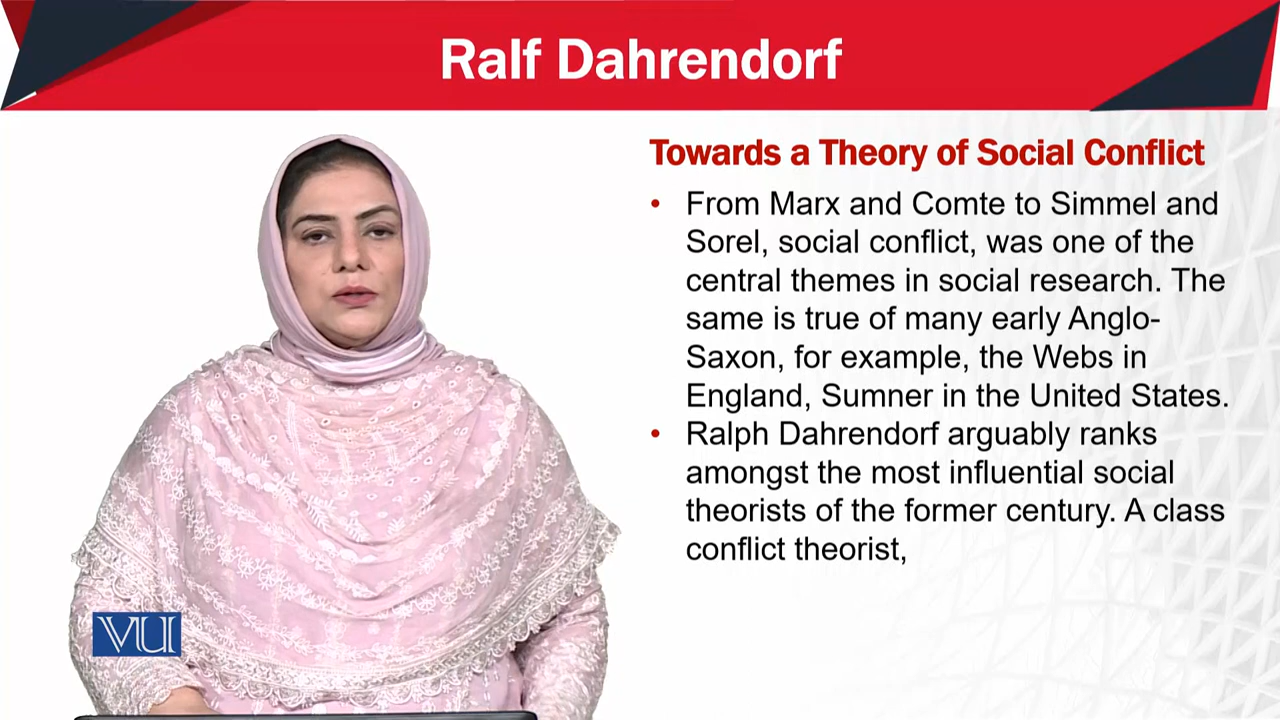 Ralf Dahrendorf
Towards a Theory of Social Conflict
• From Marx and Comte to Simmel and
Sorel, social conflict, was one of the
central themes in social research. The
same is true of many early Anglo-
Saxon, for example, the Webs in
England, Sumner in the United States.
• Ralph Dahrendorf arguably ranks
amongst the most influential social
theorists of the former century. A class
conflict theorist,
VU